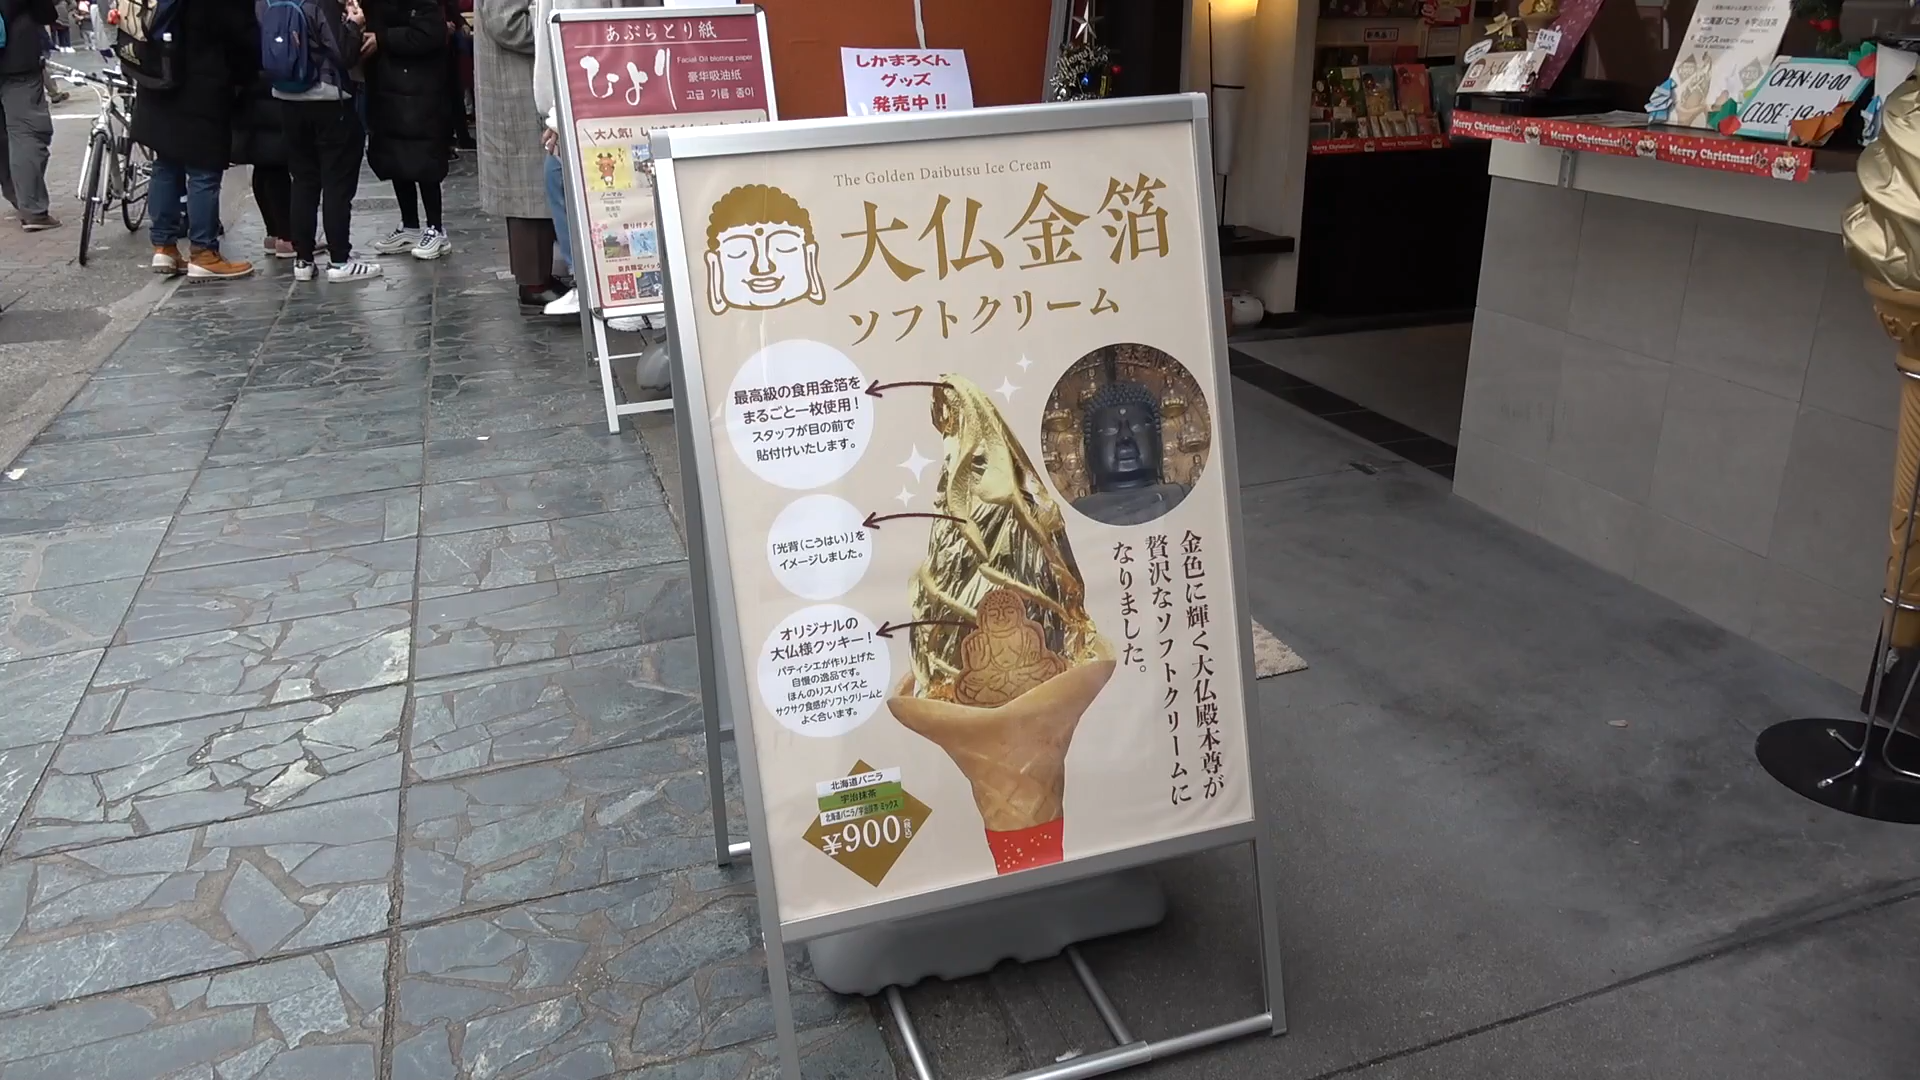 あぶらとり紙
ひより
Facial Oil blotting paper
豪华吸油纸
고급 기름 종이
しかまろくん
グッズ
発売中!!
The Golden Daibutsu Ice Cream
大仏金箔
ソフトクリーム
最高級の食用金箔を
まるごと一枚使用!
スタッフが目の前で
貼付けいたします。
「光背(こうはい)」を
イメージしました。
オリジナルの
大仏様クッキー!
パティシエが作り上げた
自慢の逸品です。
ほんのりスパイスと
サクサク食感がソフトクリームと
よく合います。
金色に輝く大仏殿本尊が
贅沢なソフトクリームに
なりました。
北海道バニラ
宇治抹茶
北海道バニラ/宇治抹茶 ミックス
¥900
OPEN:10:00
CLOSE:19:00
Merry Christmas!
Merry Christmas!
Merry Christmas!